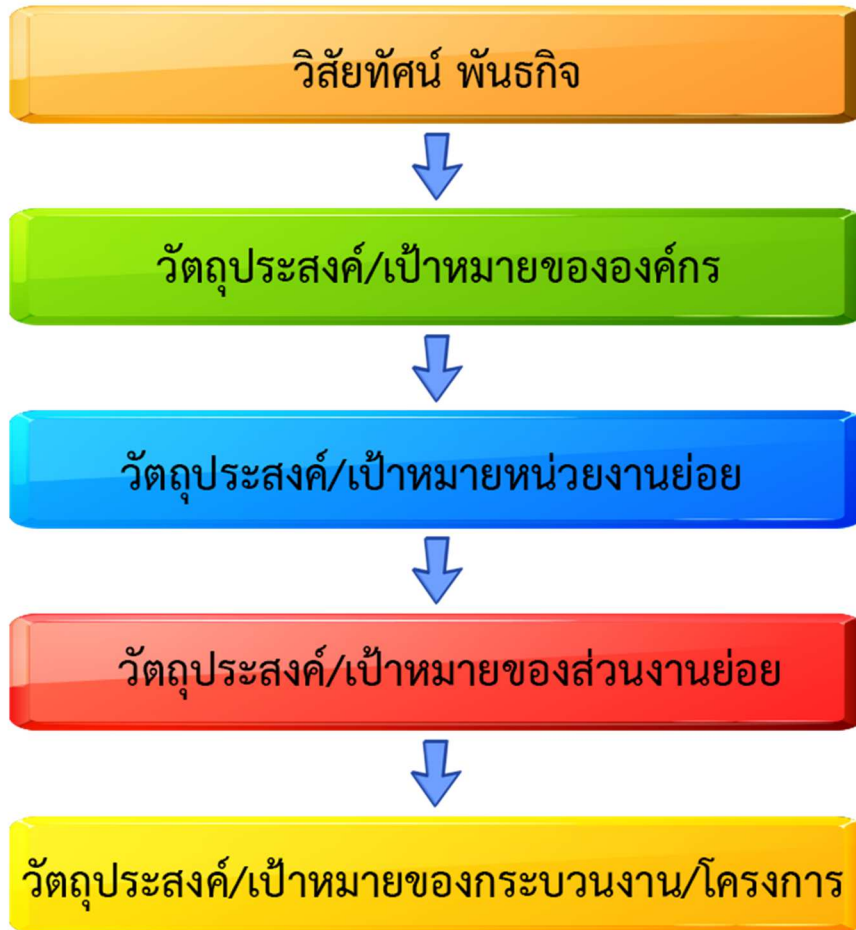 วิสัยทัศน์ พันธกิจ
วัตถุประสงค์/เป้าหมายขององค์กร
วัตถุประสงค์/เป้าหมายหน่วยงานย่อย
วัตถุประสงค์/เป้าหมายของส่วนงานย่อย
วัตถุประสงค์/เป้าหมายของกระบวนงาน/โครงการ